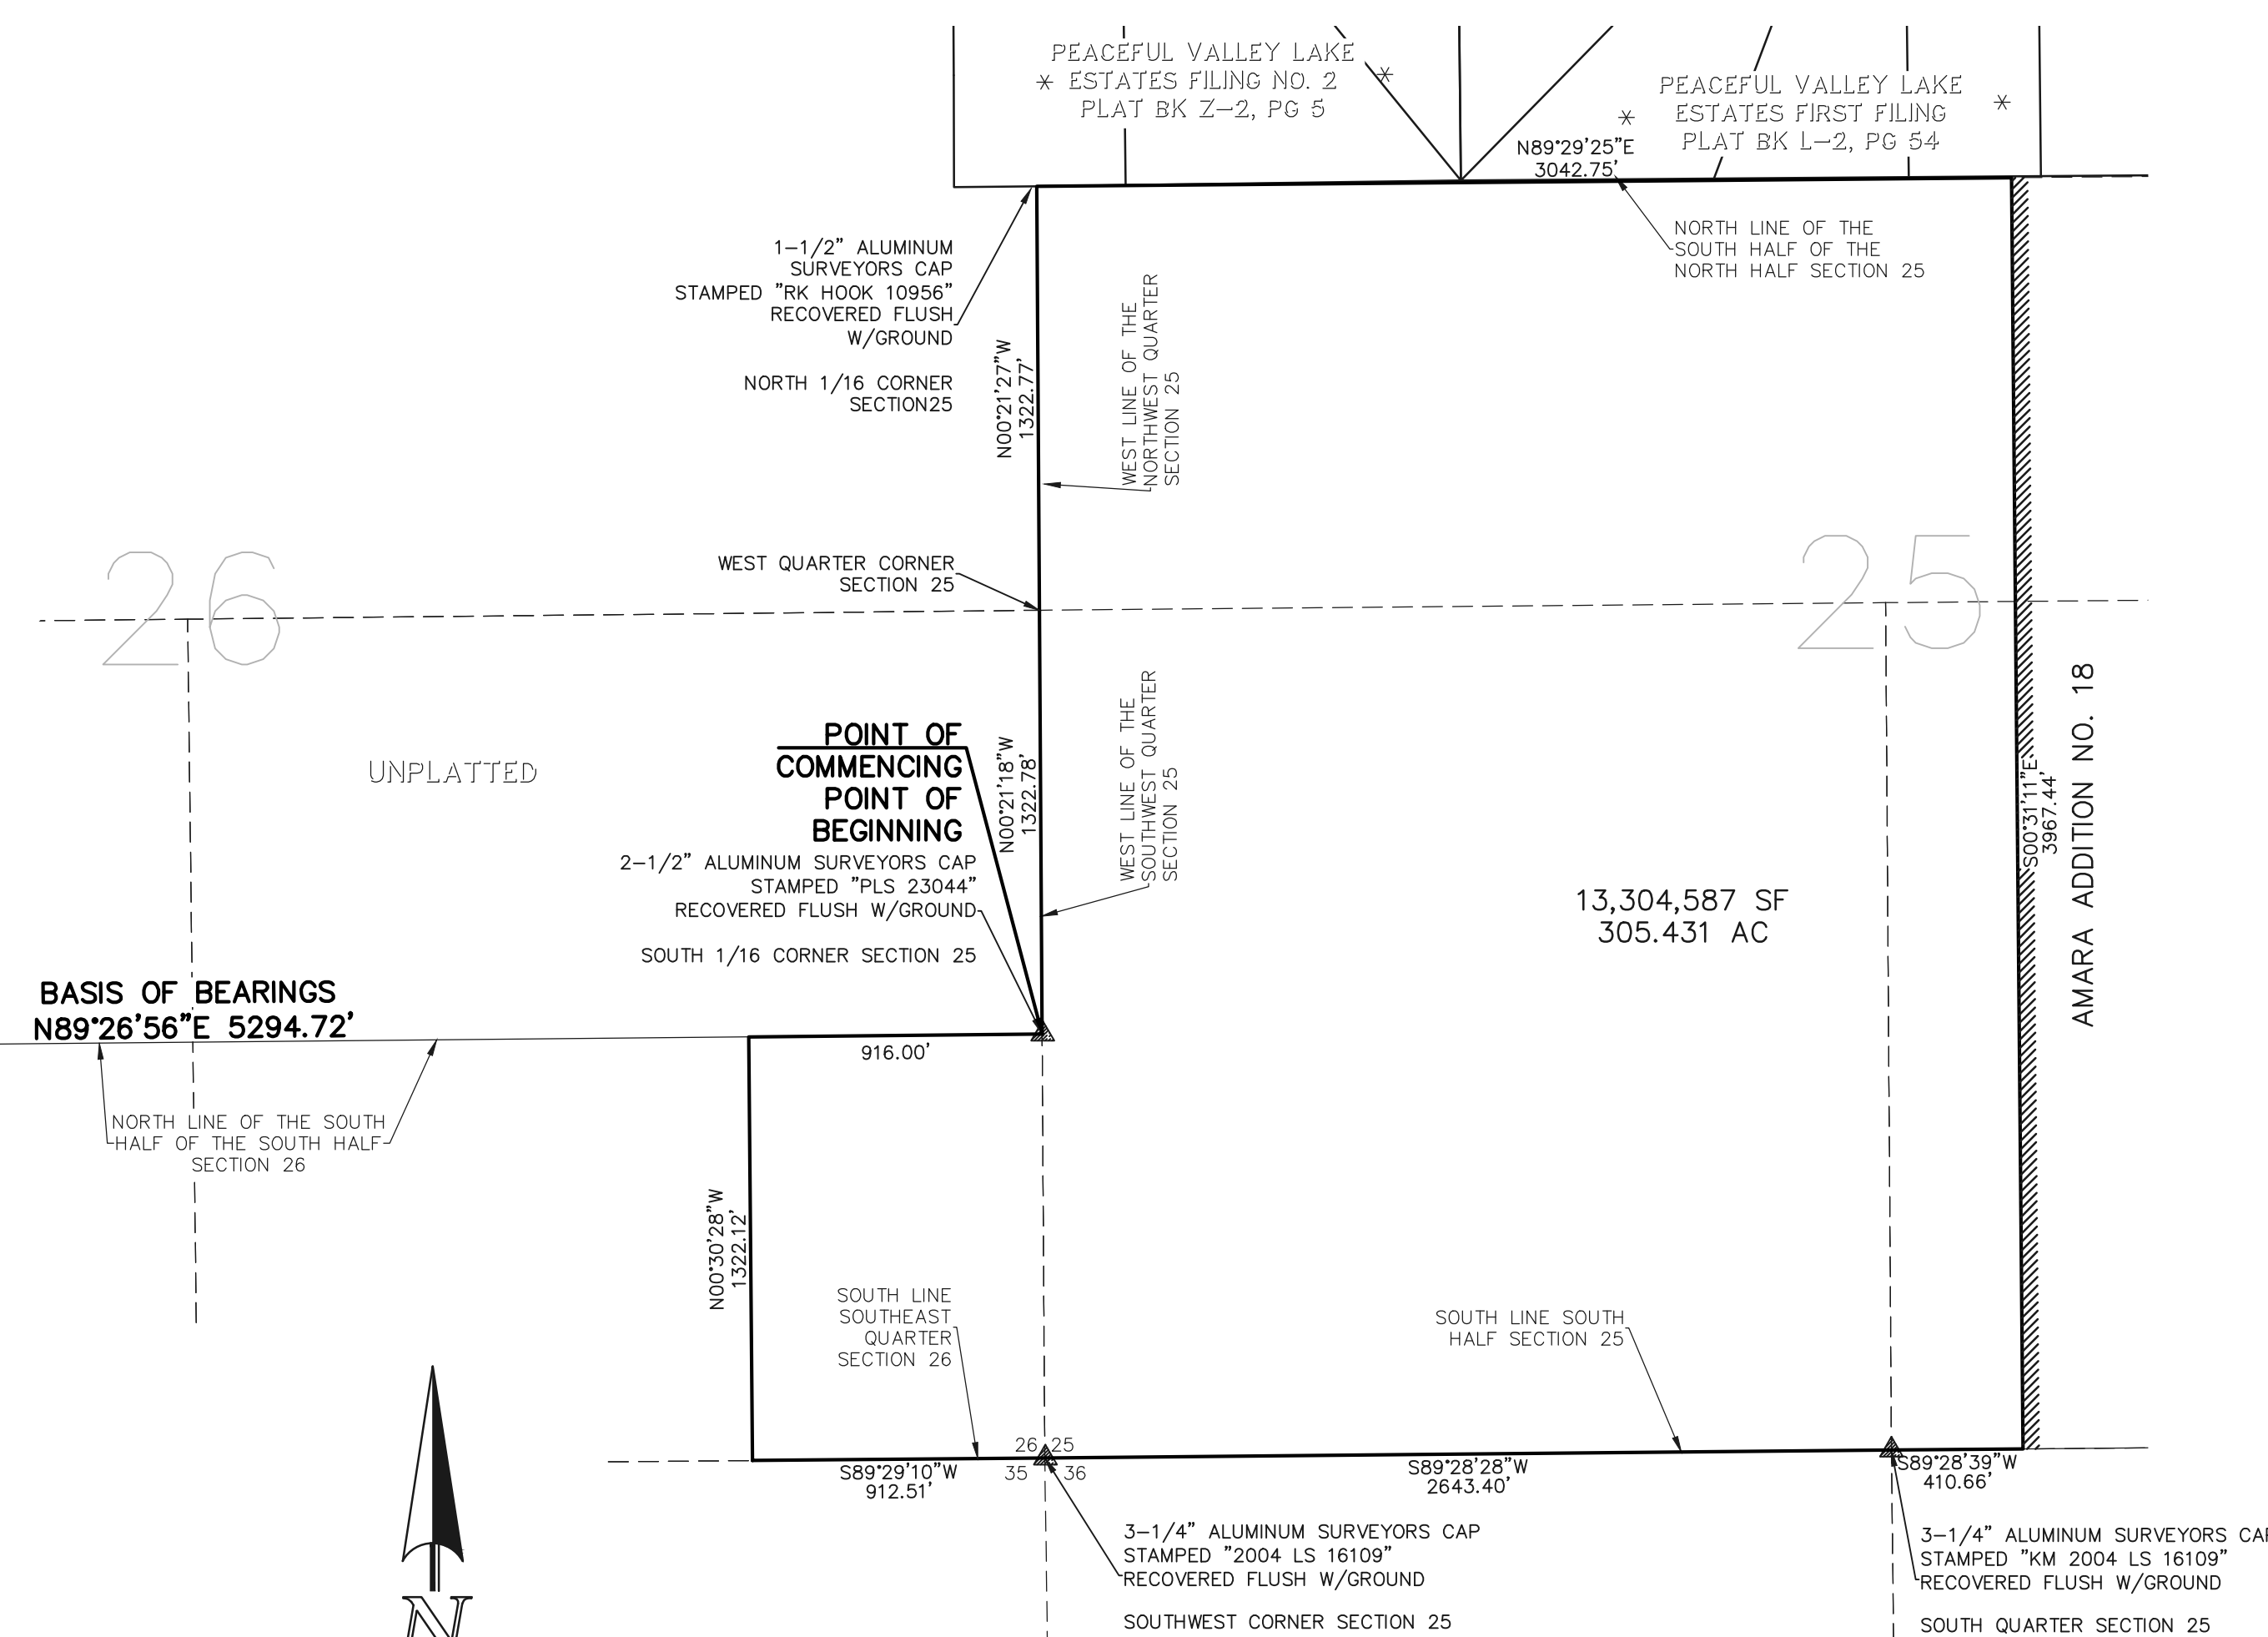 PEACEFUL VALLEY LAKE
* ESTATES FILING NO. 2 *
PLAT BK Z-2, PG 5
PEACEFUL VALLEY LAKE
* ESTATES FIRST FILING *
PLAT BK L-2, PG 54
N89°29'25"E
3042.75'
NORTH LINE OF THE
SOUTH HALF OF THE
NORTH HALF SECTION 25
1-1/2" ALUMINUM
SURVEYORS CAP
STAMPED "RK HOOK 10956"
RECOVERED FLUSH
W/GROUND
NORTH 1/16 CORNER
SECTION25
N00°21'27"W
1322.77'
WEST LINE OF THE
NORTHWEST QUARTER
SECTION 25
WEST QUARTER CORNER
SECTION 25
26
25
UNPLATTED
POINT OF
COMMENCING
POINT OF
BEGINNING
2-1/2" ALUMINUM SURVEYORS CAP
STAMPED "PLS 23044"
RECOVERED FLUSH W/GROUND
SOUTH 1/16 CORNER SECTION 25
N00°21'18"W
1322.78'
WEST LINE OF THE
SOUTHWEST QUARTER
SECTION 25
13,304,587 SF
305.431 AC
S00°31'11"E
3967.44'
AMARA ADDITION NO. 18
BASIS OF BEARINGS
N89°26'56"E 5294.72'
916.00'
NORTH LINE OF THE SOUTH
HALF OF THE SOUTH HALF
SECTION 26
N00°30'28"W
1322.12'
SOUTH LINE
SOUTHEAST
QUARTER
SECTION 26
SOUTH LINE SOUTH
HALF SECTION 25
26 25
35 36
S89°29'10"W
912.51'
S89°28'28"W
2643.40'
S89°28'39"W
410.66'
3-1/4" ALUMINUM SURVEYORS CAP
STAMPED "2004 LS 16109"
RECOVERED FLUSH W/GROUND
SOUTHWEST CORNER SECTION 25
3-1/4" ALUMINUM SURVEYORS CAP
STAMPED "KM 2004 LS 16109"
RECOVERED FLUSH W/GROUND
SOUTH QUARTER SECTION 25
N